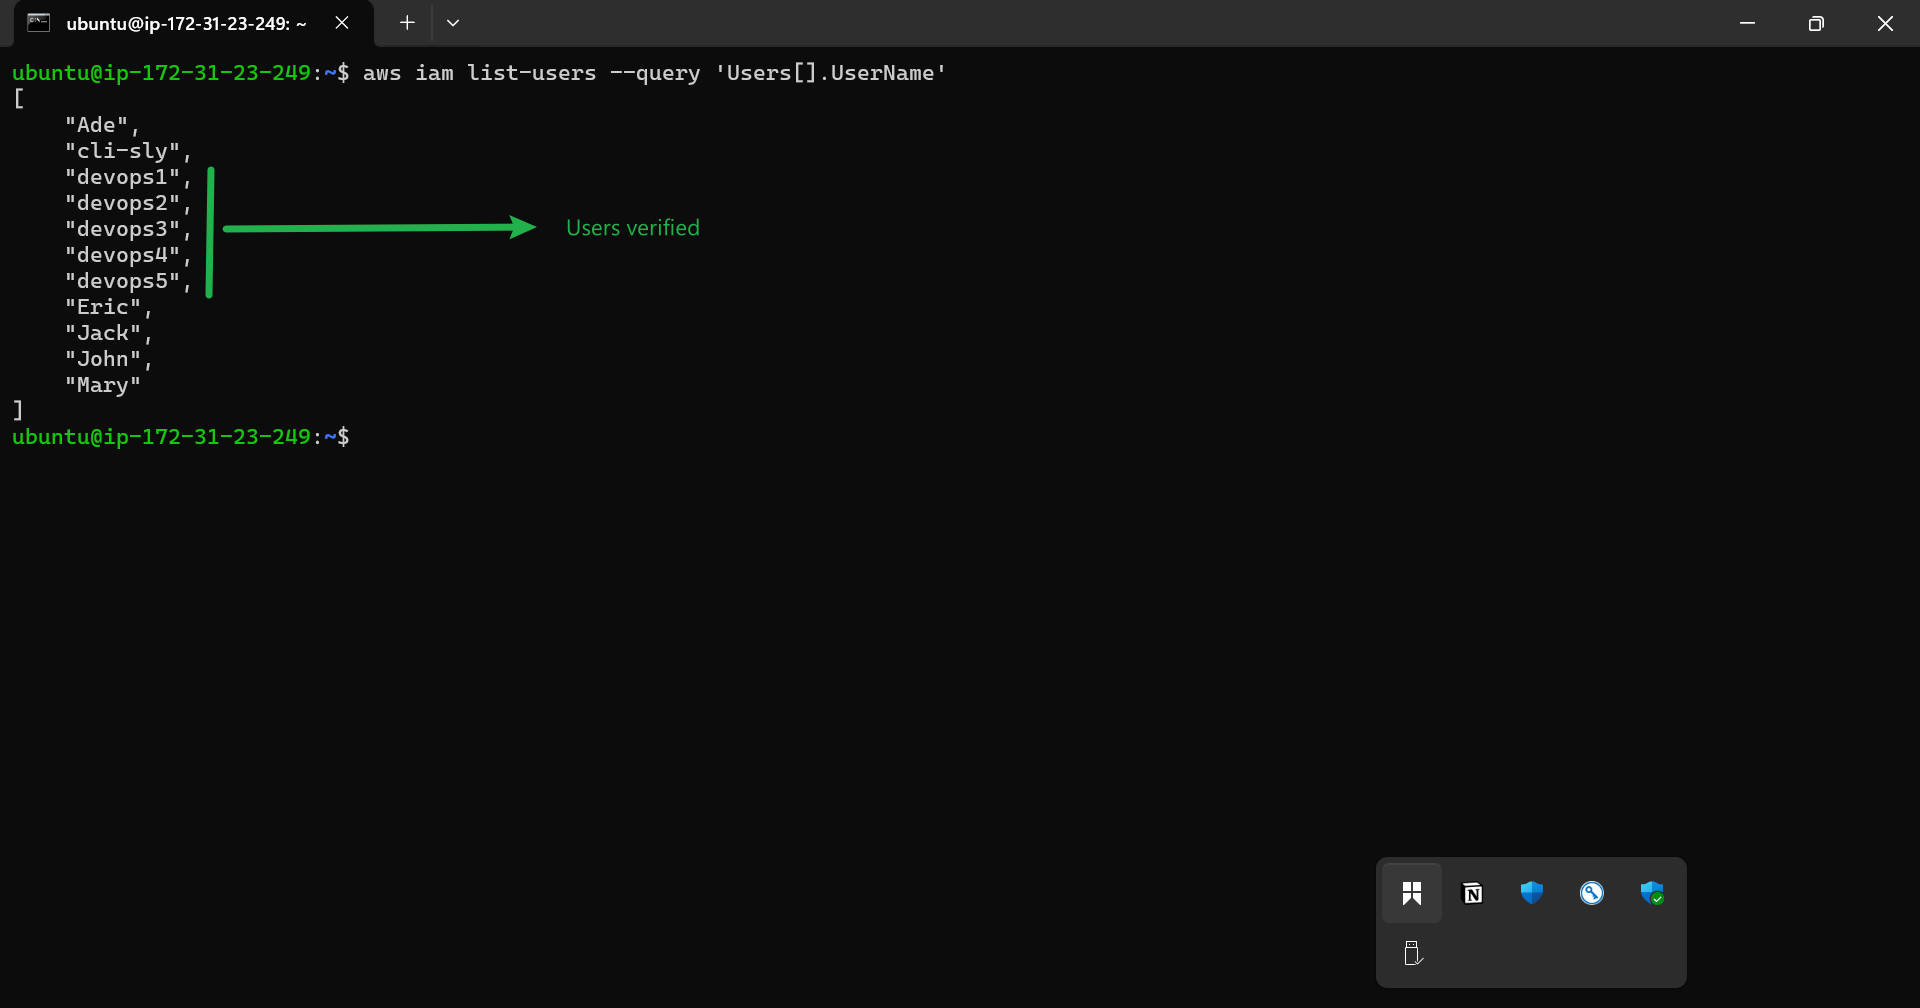 ubuntu@ip-172-31-23-249: ~
ubuntu@ip-172-31-23-249:~$ aws iam list-users --query 'Users[].UserName'
[
    "Ade",
    "cli-sly",
    "devops1",
    "devops2",
    "devops3",
    Users verified
    "devops4",
    "devops5",
    "Eric",
    "Jack",
    "John",
    "Mary"
]
ubuntu@ip-172-31-23-249:~$
N